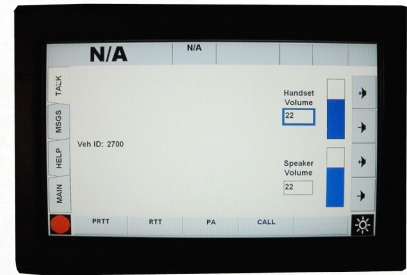 N/A
N/A
TALK
MSGS
HELP
MAIN
Handset
Volume
22
Veh ID: 2700
Speaker
Volume
22
PRTT
RTT
PA
CALL